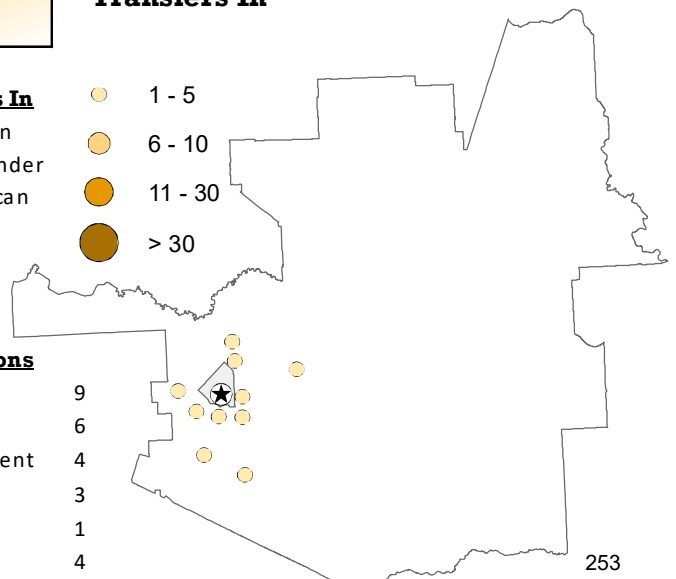 Transfers In
s In
n
nder
can
1 - 5
6 - 10
11 - 30
> 30
ons
9
6
ent 4
3
1
4
253